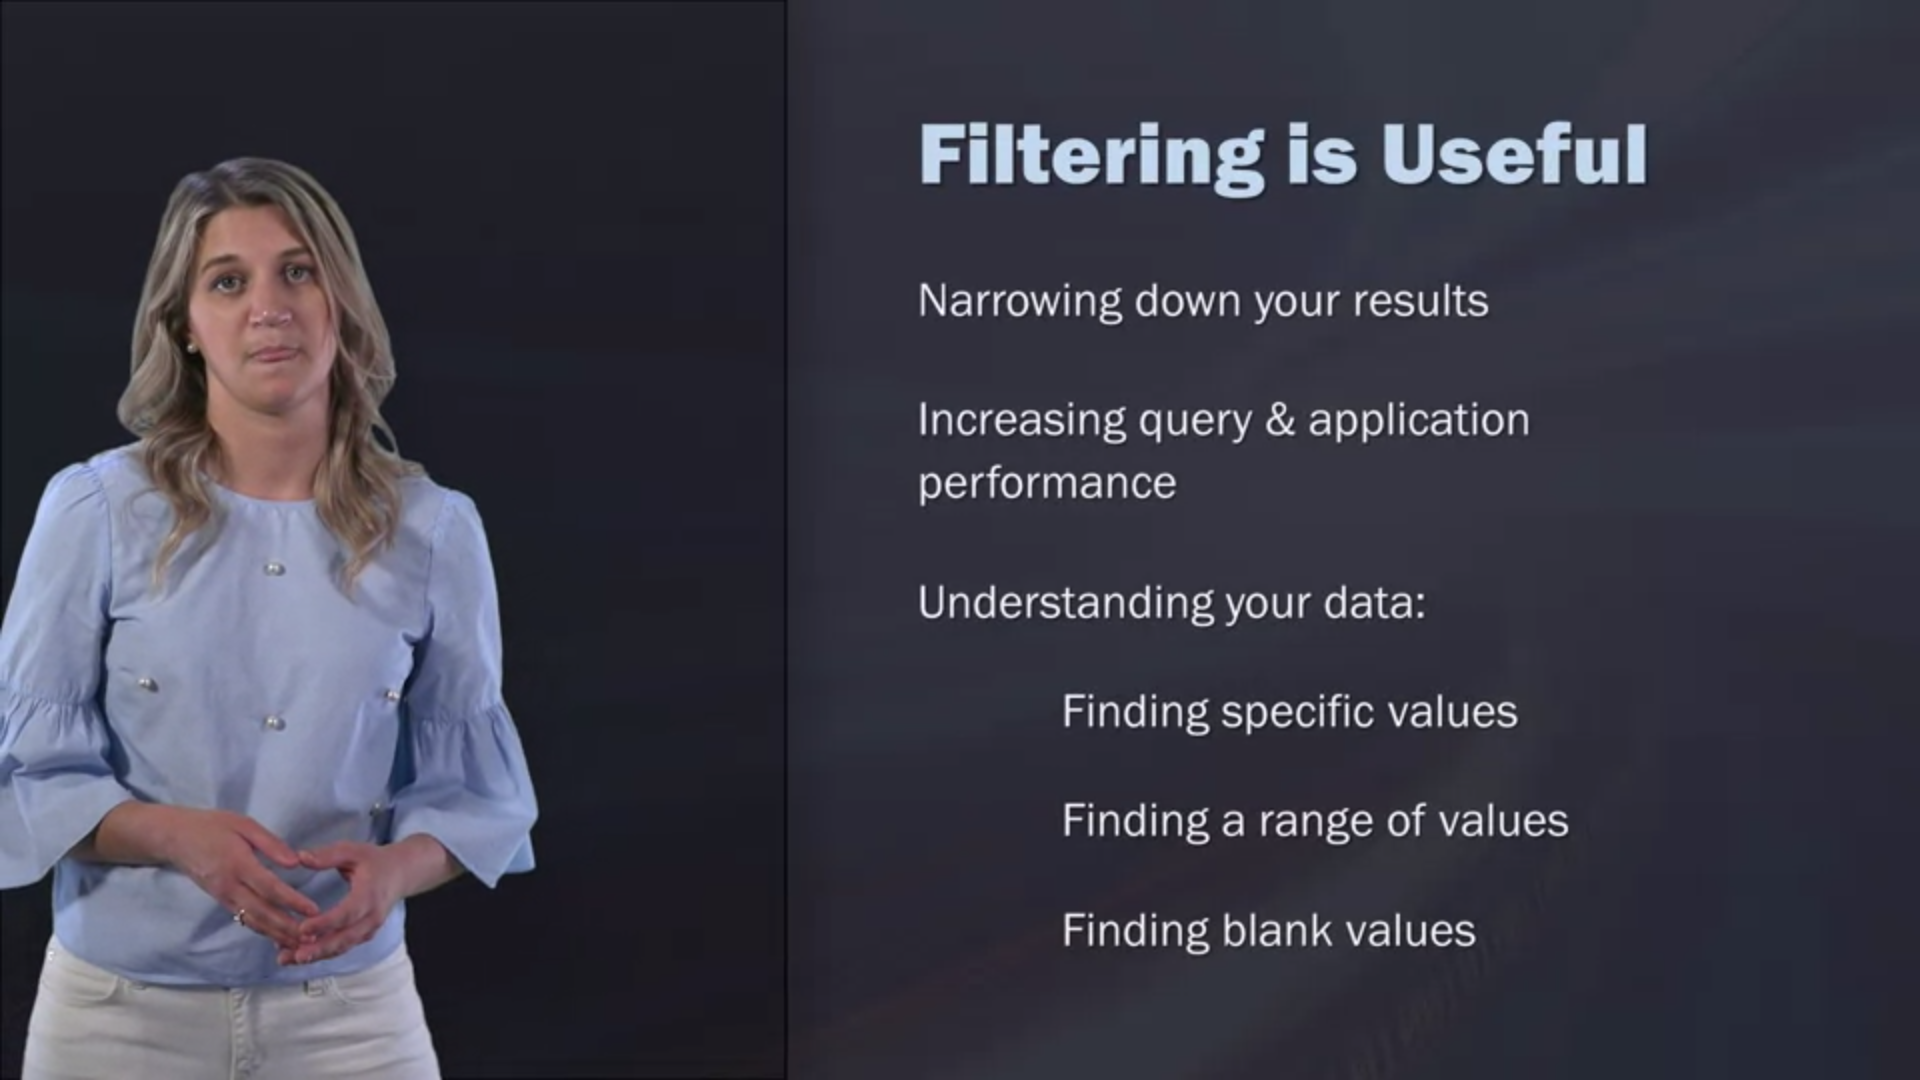 Filtering is Useful
Narrowing down your results
Increasing query & application
performance
Understanding your data:
Finding specific values
Finding a range of values
Finding blank values